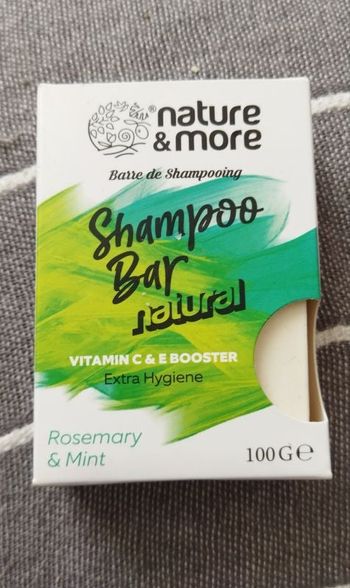 nature®
& more
Barre de Shampooing
Shampoo
Bar
natural
VITAMIN C & E BOOSTER
Extra Hygiene
Rosemary
& Mint
100 G ℮